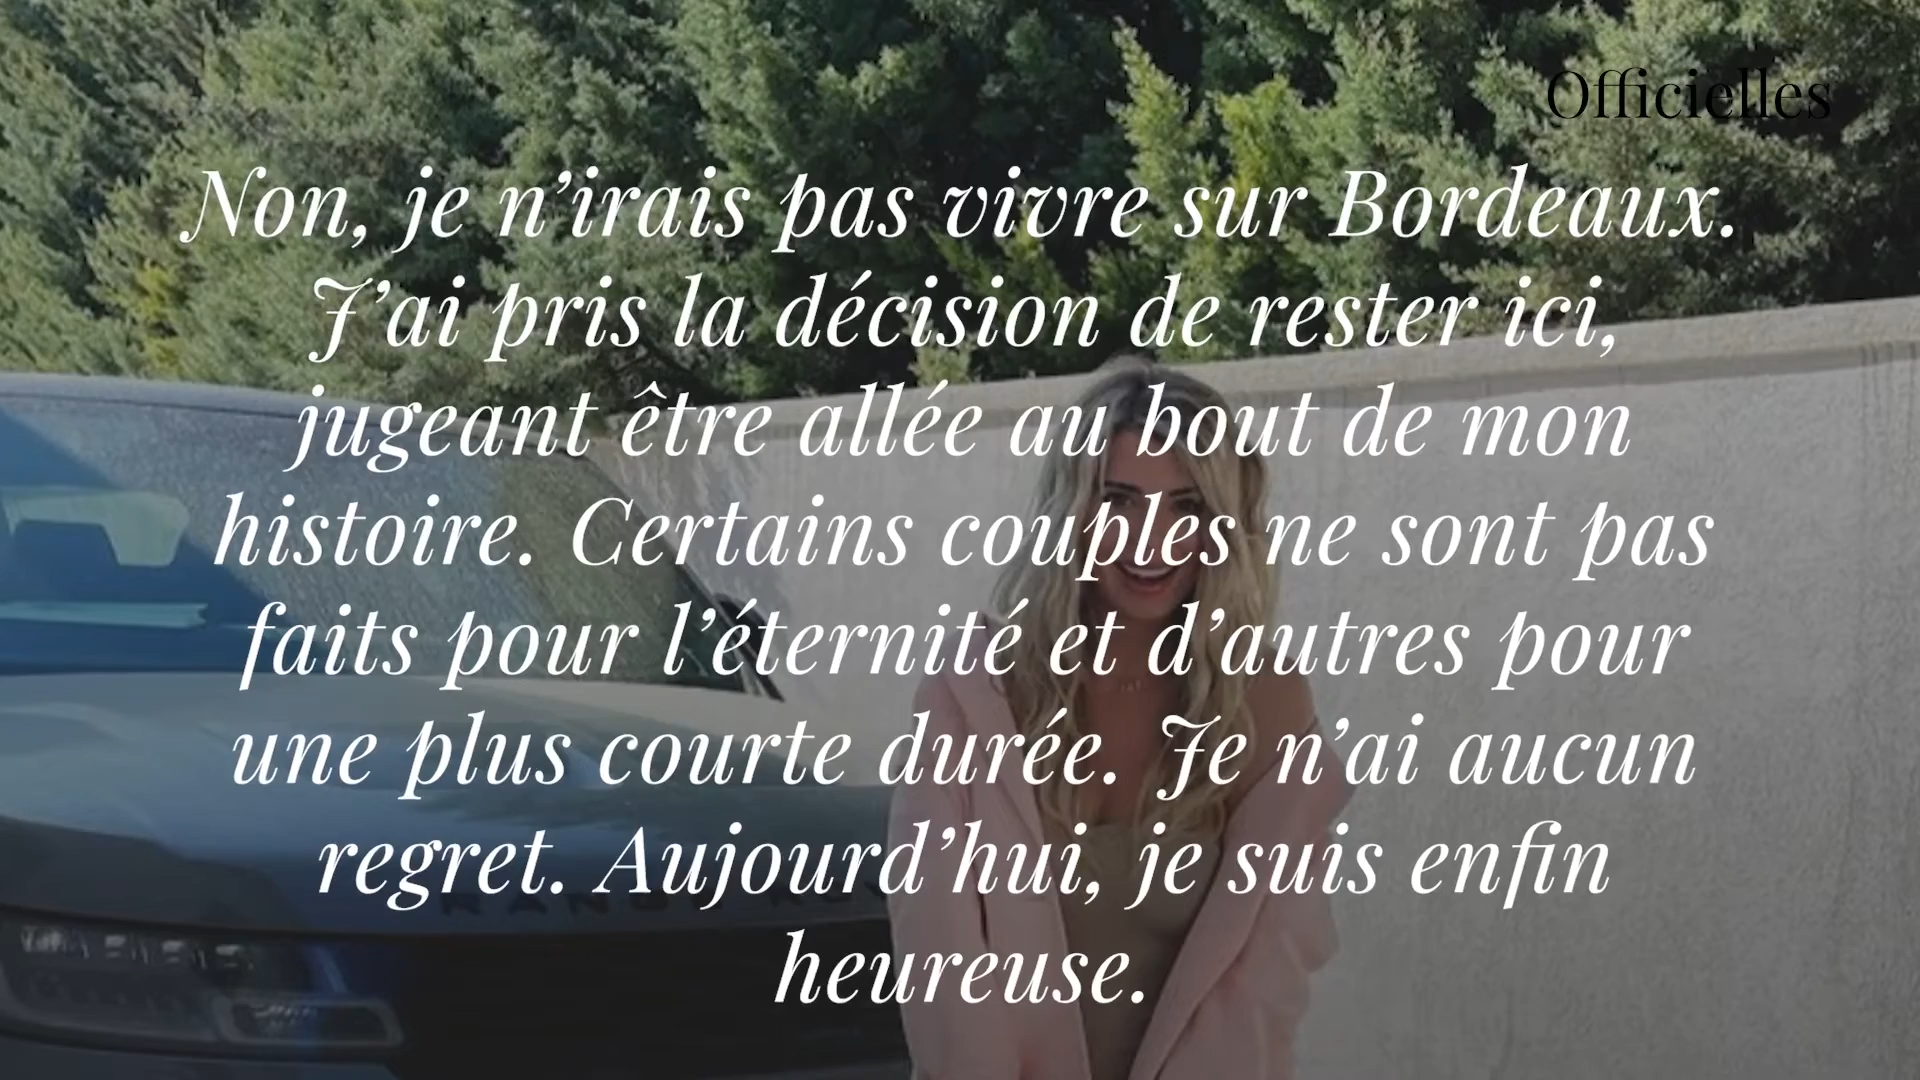 Officielles
Non, je n’irais pas vivre sur Bordeaux.
J’ai pris la décision de rester ici,
jugeant être allée au bout de mon
histoire. Certains couples ne sont pas
faits pour l’éternité et d’autres pour
une plus courte durée. Je n’ai aucun
regret. Aujourd’hui, je suis enfin
heureuse.